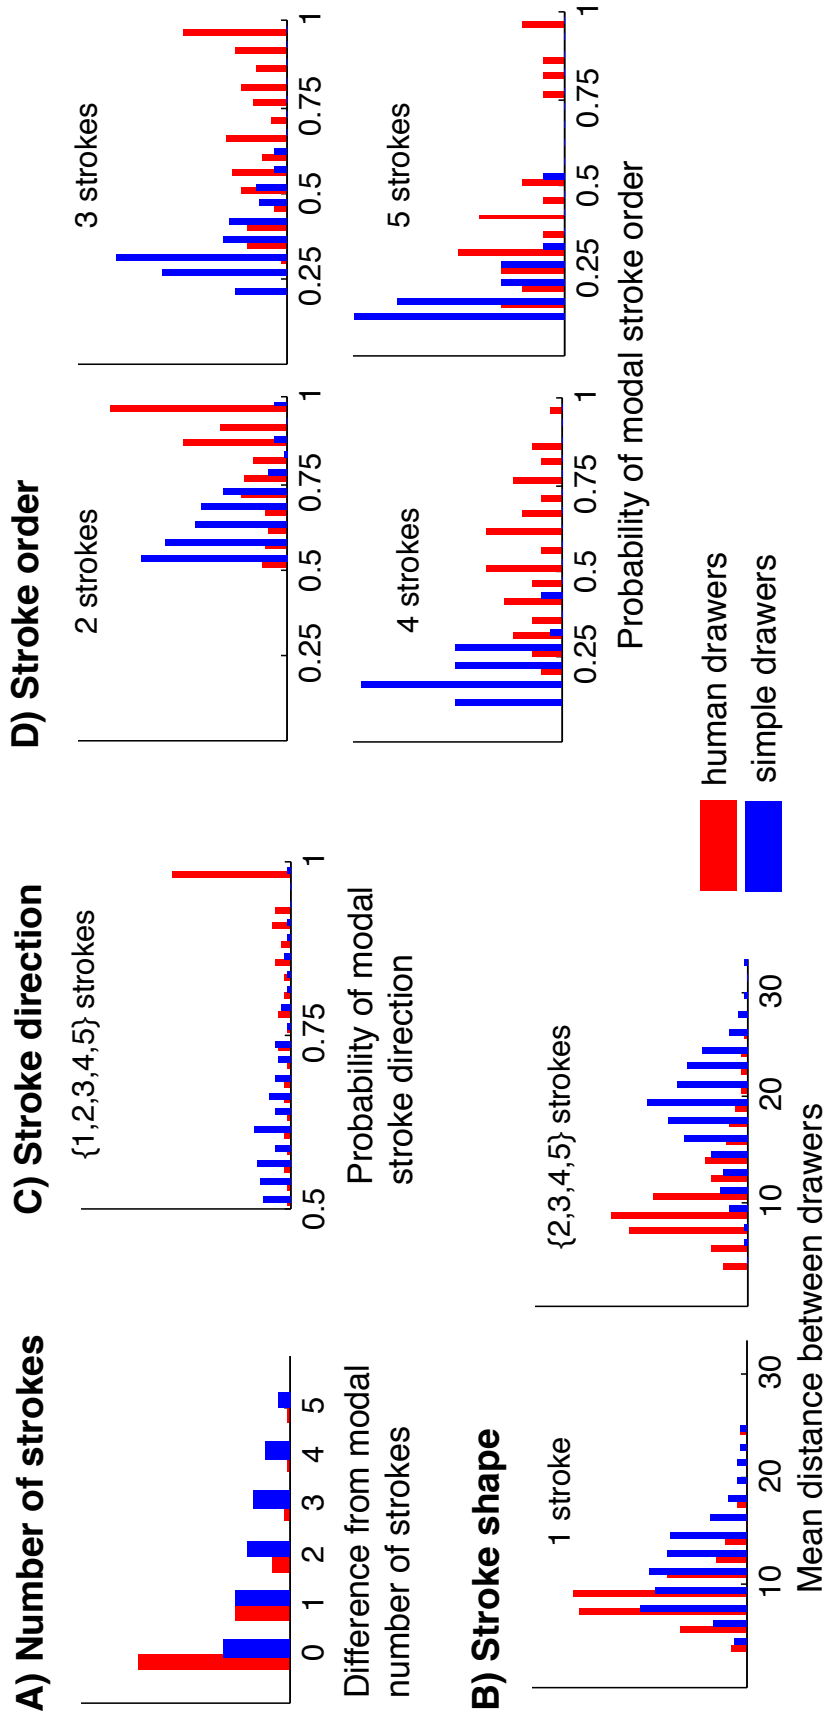 A) Number of strokes
0 1 2 3 4 5
Difference from modal
number of strokes
B) Stroke shape
1 stroke
10 20 30
{2,3,4,5} strokes
10 20 30
Mean distance between drawers
C) Stroke direction
{1,2,3,4,5} strokes
0.5 0.75 1
Probability of modal
stroke direction
D) Stroke order
2 strokes
0.25 0.5 0.75 1
3 strokes
0.25 0.5 0.75 1
4 strokes
0.25 0.5 0.75 1
5 strokes
0.25 0.5 0.75 1
Probability of modal stroke order
human drawers
simple drawers